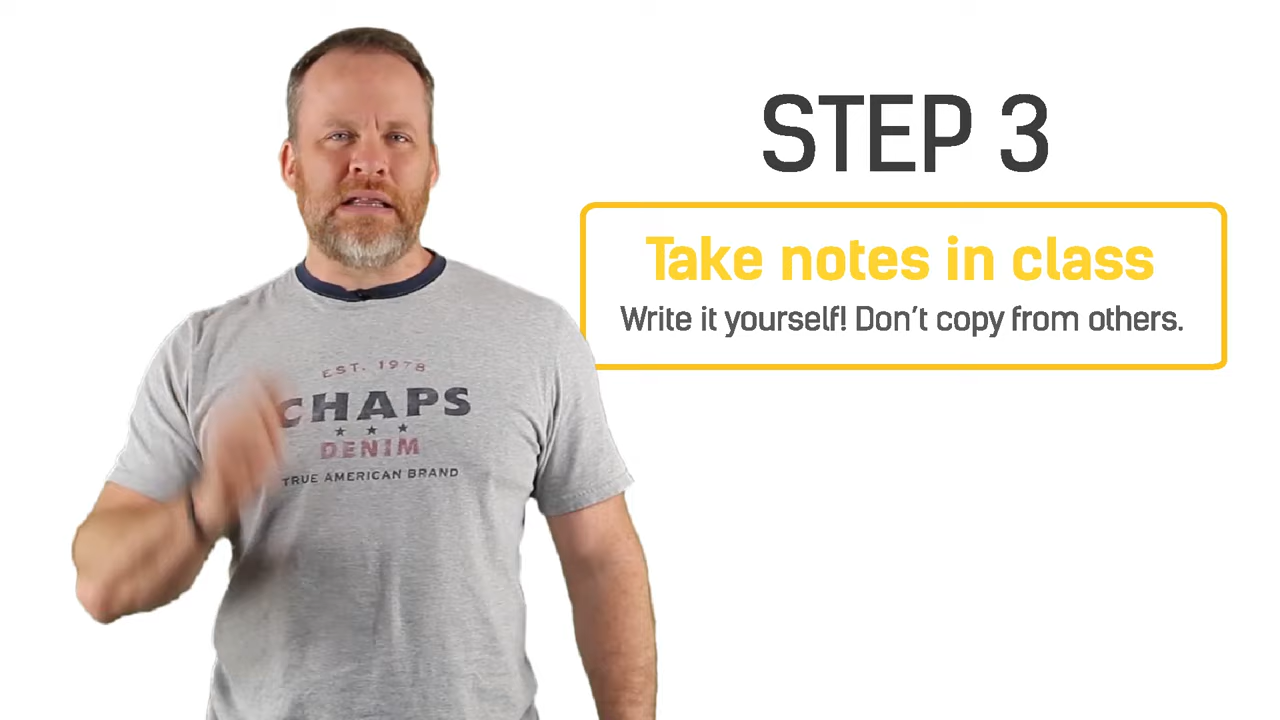 STEP 3
Take notes in class
Write it yourself! Don't copy from others.
EST. 1978
CHAPS
DENIM
TRUE AMERICAN BRAND